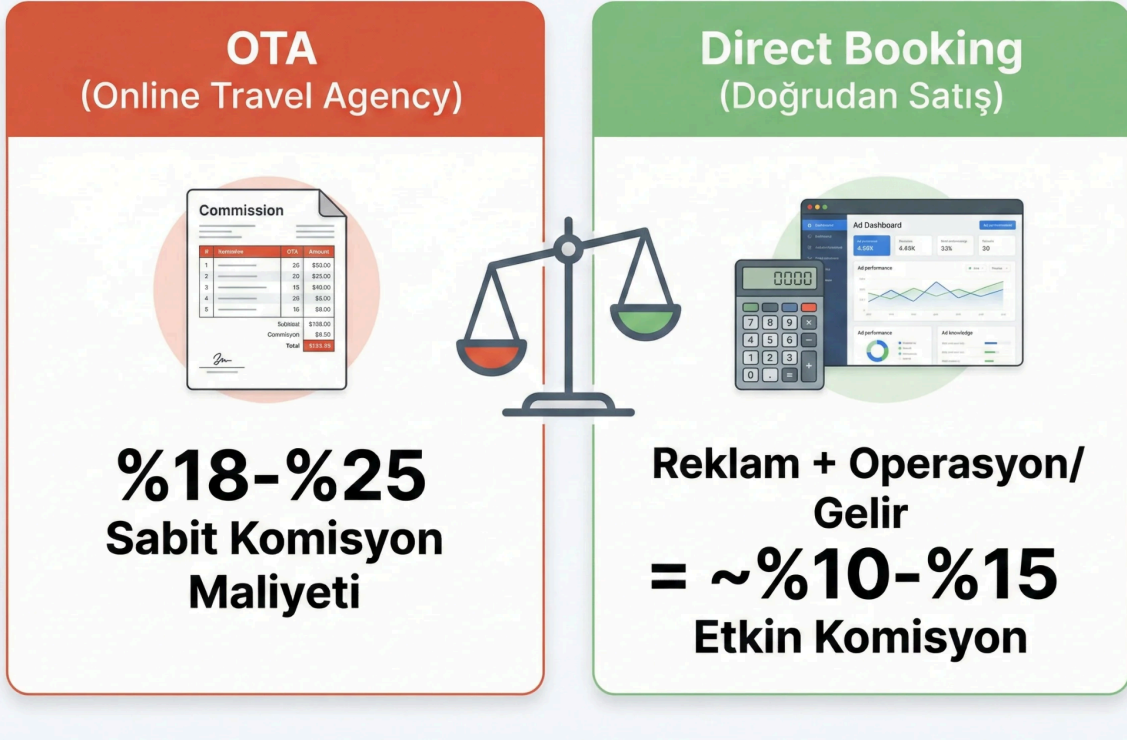 OTA
(Online Travel Agency)
Commission
# OTA Amount
1 26 $50.00
2 20 $25.00
3 15 $40.00
4 26 $6.00
5 16 $8.00
Subtotal $108.00
Commisyon $8.50
Total
%18-%25
Sabit Komisyon
Maliyeti
Direct Booking
(Doğrudan Satış)
Ad Dashboard
4.56K
4.45K
33%
30
Ad performance
Ad performance
Ad knowledge
0000
7 8 9 ×
4 5 6 −
1 2 3 +
0 . =
Reklam + Operasyon/
Gelir
= ~%10-%15
Etkin Komisyon